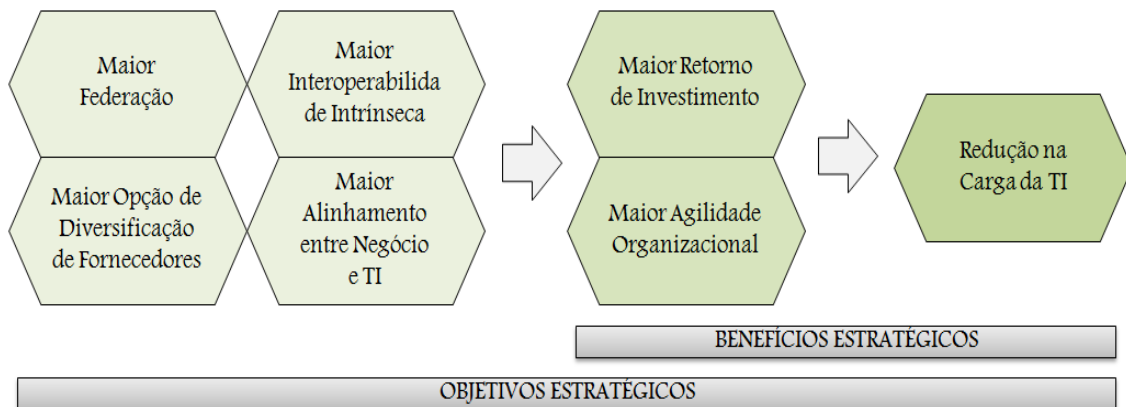 Maior
Federação
Maior
Interoperabilida
de Intrínseca
Maior Opção de
Diversificação
de Fornecedores
Maior
Alinhamento
entre Negócio
e TI
Maior Retorno
de Investimento
Maior Agilidade
Organizacional
Redução na
Carga da TI
BENEFÍCIOS ESTRATÉGICOS
OBJETIVOS ESTRATÉGICOS